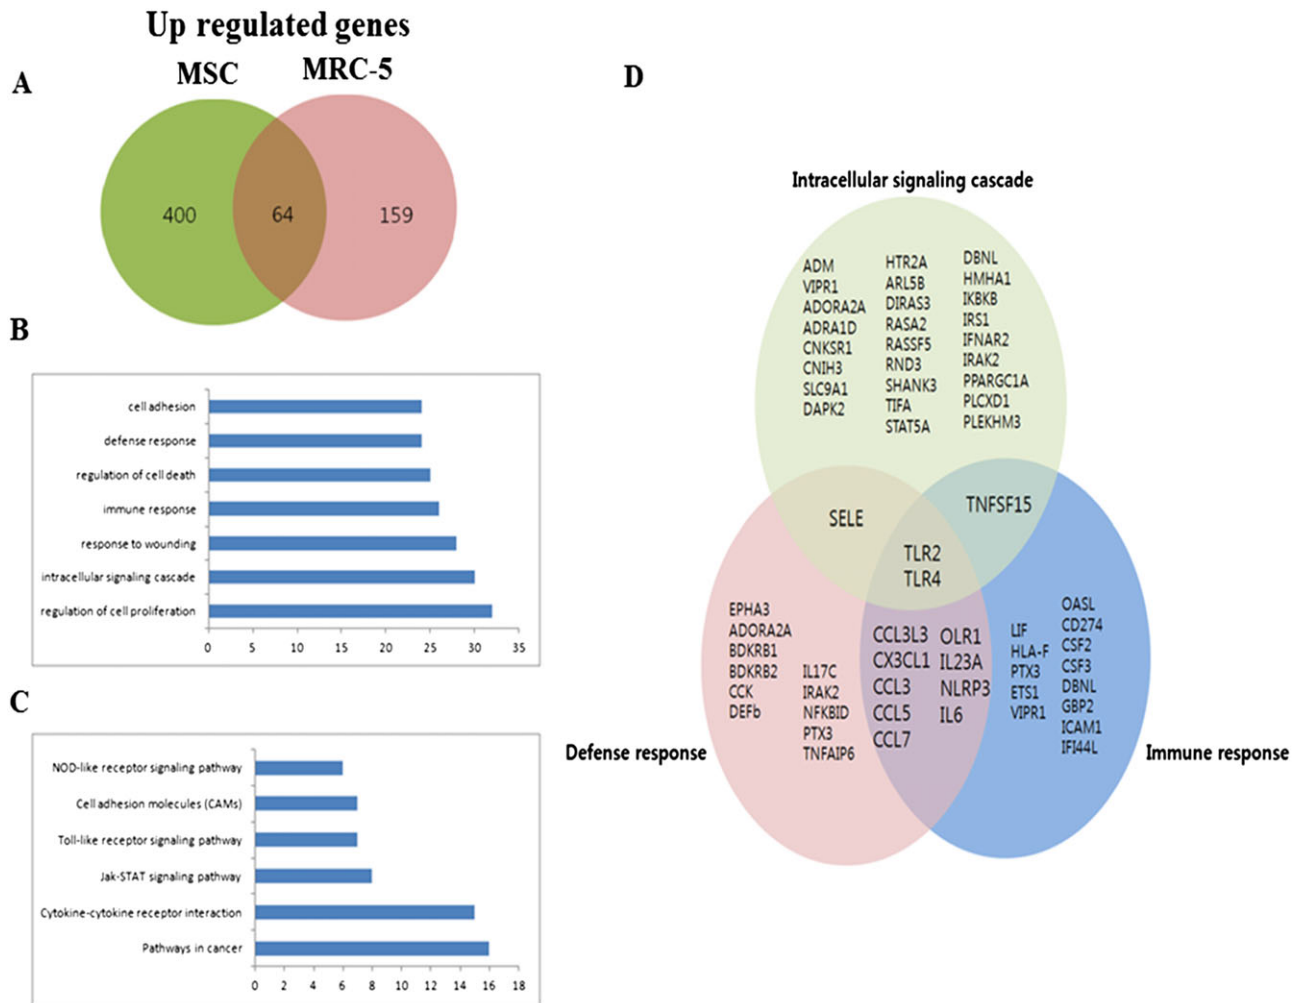 Up regulated genes
A
MSC
MRC-5
400
64
159
B
cell adhesion
defense response
regulation of cell death
immune response
response to wounding
intracellular signaling cascade
regulation of cell proliferation
0 5 10 15 20 25 30 35
C
NOD-like receptor signaling pathway
Cell adhesion molecules (CAMs)
Toll-like receptor signaling pathway
Jak-STAT signaling pathway
Cytokine-cytokine receptor interaction
Pathways in cancer
0 2 4 6 8 10 12 14 16 18
D
Intracellular signaling cascade
ADM
VIPR1
ADORA2A
ADRA1D
CNKSR1
CNIH3
SLC9A1
DAPK2
HTR2A
ARL5B
DIRAS3
RASA2
RASSF5
RND3
SHANK3
TIFA
STAT5A
DBNL
HMHA1
IKBKB
IRS1
IFNAR2
IRAK2
PPARGC1A
PLCXD1
PLEKHM3
SELE
TNFSF15
TLR2
TLR4
EPHA3
ADORA2A
BDKRB1
BDKRB2
CCK
DEFb
IL17C
IRAK2
NFKBID
PTX3
TNFAIP6
CCL3L3
CX3CL1
CCL3
CCL5
CCL7
OLR1
IL23A
NLRP3
IL6
LIF
HLA-F
PTX3
ETS1
VIPR1
OASL
CD274
CSF2
CSF3
DBNL
GBP2
ICAM1
IFI44L
Defense response
Immune response